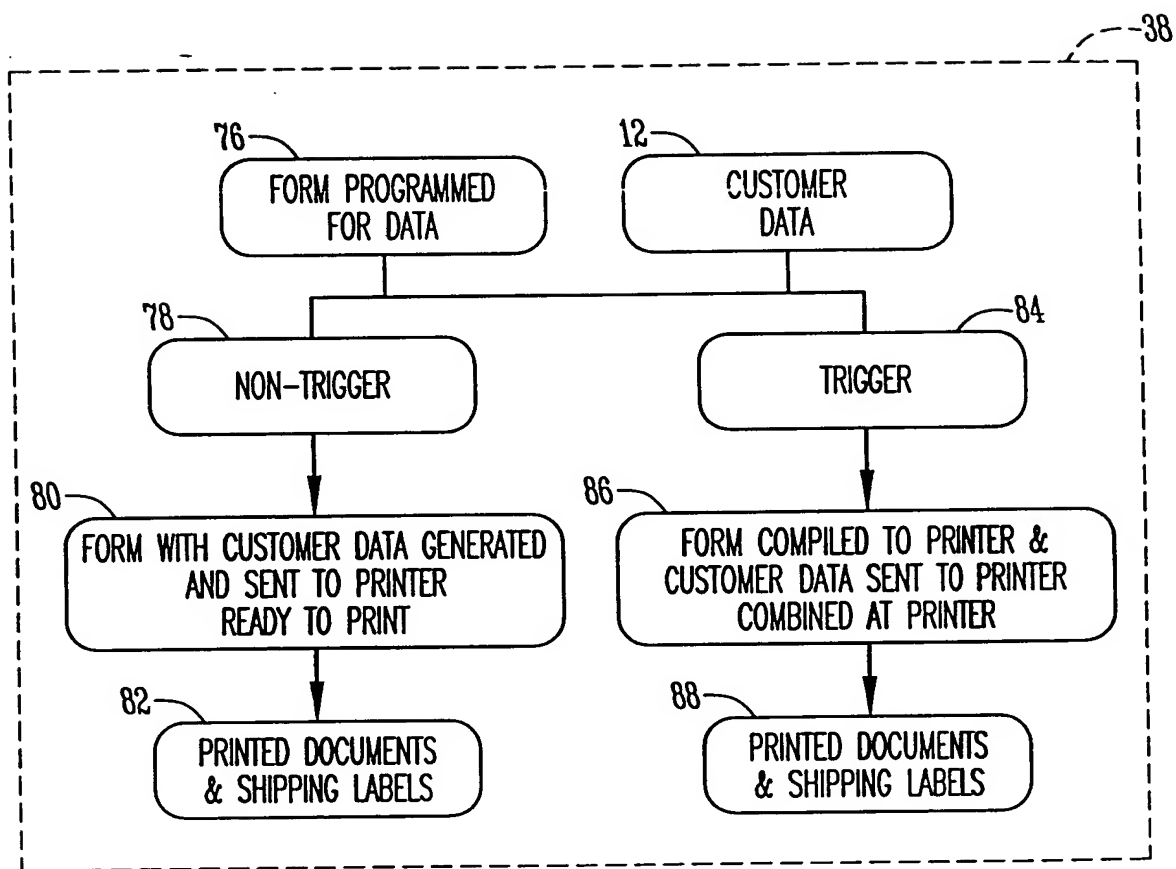 38
76
FORM PROGRAMMED
FOR DATA
12
CUSTOMER
DATA
78
NON-TRIGGER
84
TRIGGER
80
FORM WITH CUSTOMER DATA GENERATED
AND SENT TO PRINTER
READY TO PRINT
86
FORM COMPILED TO PRINTER &
CUSTOMER DATA SENT TO PRINTER
COMBINED AT PRINTER
82
PRINTED DOCUMENTS
& SHIPPING LABELS
88
PRINTED DOCUMENTS
& SHIPPING LABELS